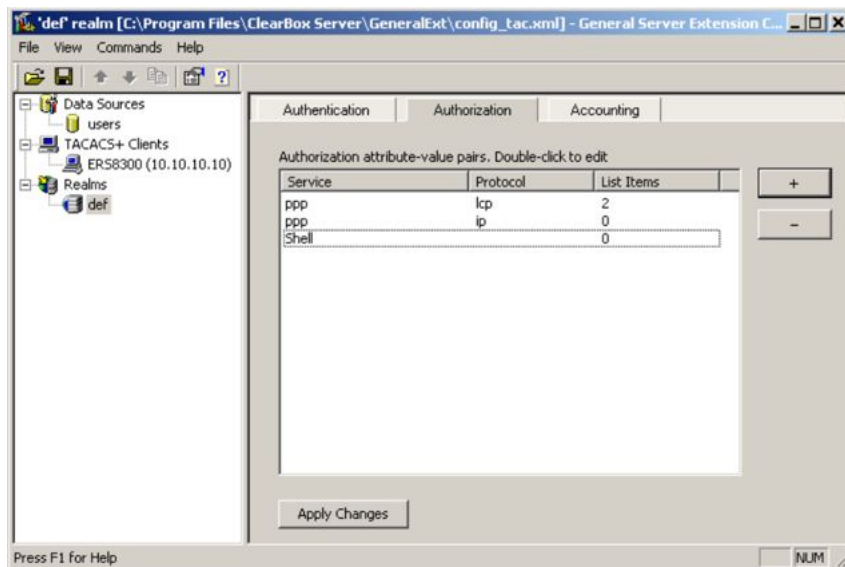 'def' realm [C:\Program Files\ClearBox Server\GeneralExt\config_tac.xml] - General Server Extension C...
File View Commands Help
Data Sources
users
TACACS+ Clients
ERS8300 (10.10.10.10)
Realms
def
Authentication Authorization Accounting
Authorization attribute-value pairs. Double-click to edit
Service Protocol List Items
ppp lcp 2
ppp ip 0
Shell 0
+
-
Apply Changes
Press F1 for Help NUM